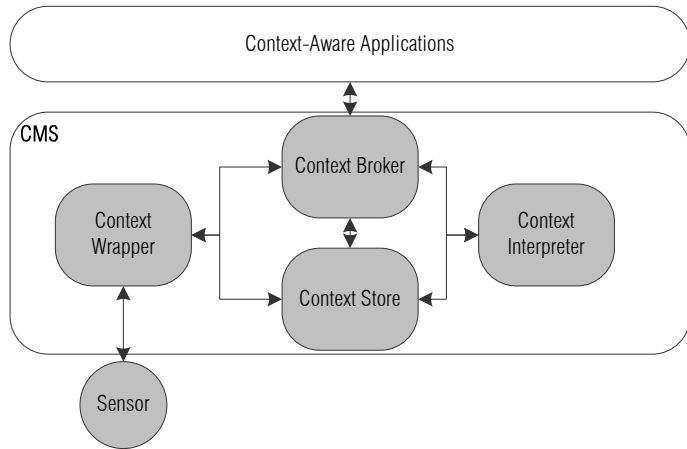 Context-Aware Applications
CMS
Context Broker
Context
Wrapper
Context
Interpreter
Context Store
Sensor